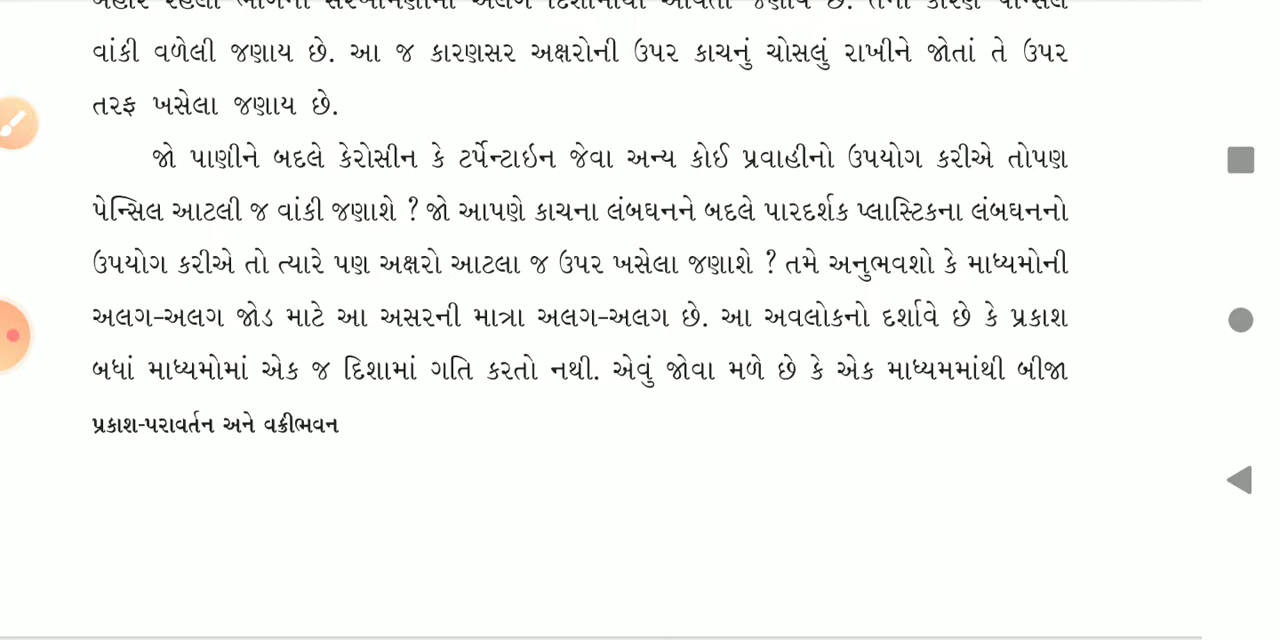 વાંકી વળેલી જણાય છે. આ જ કારણસર અક્ષરોની ઉપર કાચનું ચોસલું રાખીને જોતાં તે ઉપર
તરફ ખસેલા જણાય છે.
જો પાણીને બદલે કેરોસીન કે ટર્પેન્ટાઇન જેવા અન્ય કોઈ પ્રવાહીનો ઉપયોગ કરીએ તોપણ
પેન્સિલ આટલી જ વાંકી જણાશે ? જો આપણે કાચના લંબઘનને બદલે પારદર્શક પ્લાસ્ટિકના લંબઘનનો
ઉપયોગ કરીએ તો ત્યારે પણ અક્ષરો આટલા જ ઉપર ખસેલા જણાશે ? તમે અનુભવશો કે માધ્યમોની
અલગ-અલગ જોડ માટે આ અસરની માત્રા અલગ-અલગ છે. આ અવલોકનો દર્શાવે છે કે પ્રકાશ
બધાં માધ્યમોમાં એક જ દિશામાં ગતિ કરતો નથી. એવું જોવા મળે છે કે એક માધ્યમમાંથી બીજા
પ્રકાશ-પરાવર્તન અને વક્રીભવન